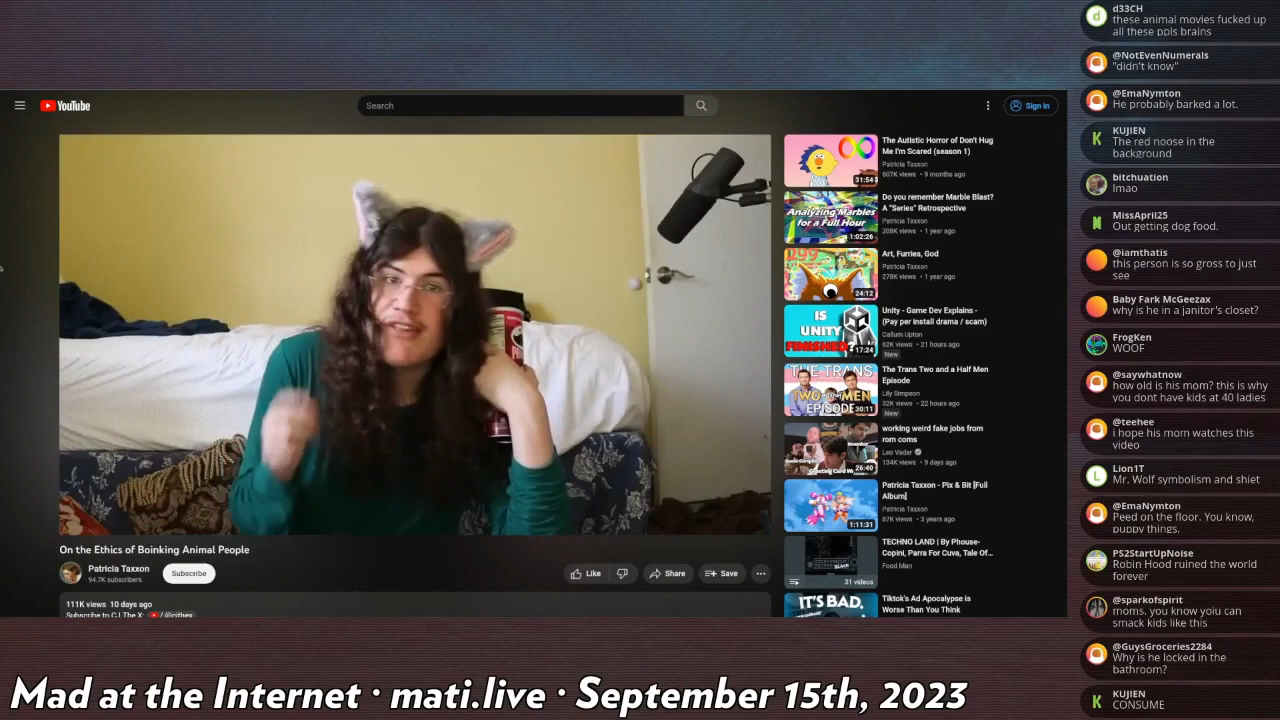 YouTube
Search
Sign in
On the Ethics of Boinking Animal People
Patricia Taxxon
94.7K subscribers
Subscribe
Like
Share
Save
111K views 10 days ago
Subscribe to CJ The X: / @cjthex
The Autistic Horror of Don't Hug
Me I'm Scared (season 1)
Patricia Taxxon
607K views • 9 months ago
31:54
Do you remember Marble Blast?
A "Series" Retrospective
Patricia Taxxon
208K views • 1 year ago
Analyzing Marbles
for a Full Hour
1:02:26
Art, Furries, God
Patricia Taxxon
278K views • 1 year ago
299
24:12
Unity - Game Dev Explains -
(Pay per install drama / scam)
Callum Upton
62K views • 21 hours ago
New
IS
UNITY
FINISHED?
17:24
The Trans Two and a Half Men
Episode
Lily Simpson
32K views • 22 hours ago
New
THE TRANS
TWO
MEN
EPISODE
30:11
working weird fake jobs from
rom coms
Leo Vader
134K views • 9 days ago
26:40
Patricia Taxxon - Pix & Bit [Full
Album]
Patricia Taxxon
87K views • 3 years ago
1:11:31
TECHNO LAND | By Phouse-
Copini, Parra For Cuva, Tale Of...
Food Man
31 videos
Tiktok's Ad Apocalypse is
Worse Than You Think
IT'S BAD.
d33CH
these animal movies fucked up
all these ppls brains
@NotEvenNumerals
"didn't know"
@EmaNymton
He probably barked a lot.
KUJIEN
The red noose in the
background
bitchuation
lmao
MissApril25
Out getting dog food.
@iamthatis
this person is so gross to just
see
Baby Fark McGeezax
why is he in a janitor's closet?
FrogKen
WOOF
@saywhatnow
how old is his mom? this is why
you dont have kids at 40 ladies
@teehee
i hope his mom watches this
video
Lion1T
Mr. Wolf symbolism and shiet
@EmaNymton
Peed on the floor. You know,
puppy things.
PS2StartUpNoise
Robin Hood ruined the world
forever
@sparkofspirit
moms. you know yoiu can
smack kids like this
@GuysGroceries2284
Why is he locked in the
bathroom?
KUJIEN
CONSUME
Mad at the Internet · mati.live · September 15th, 2023